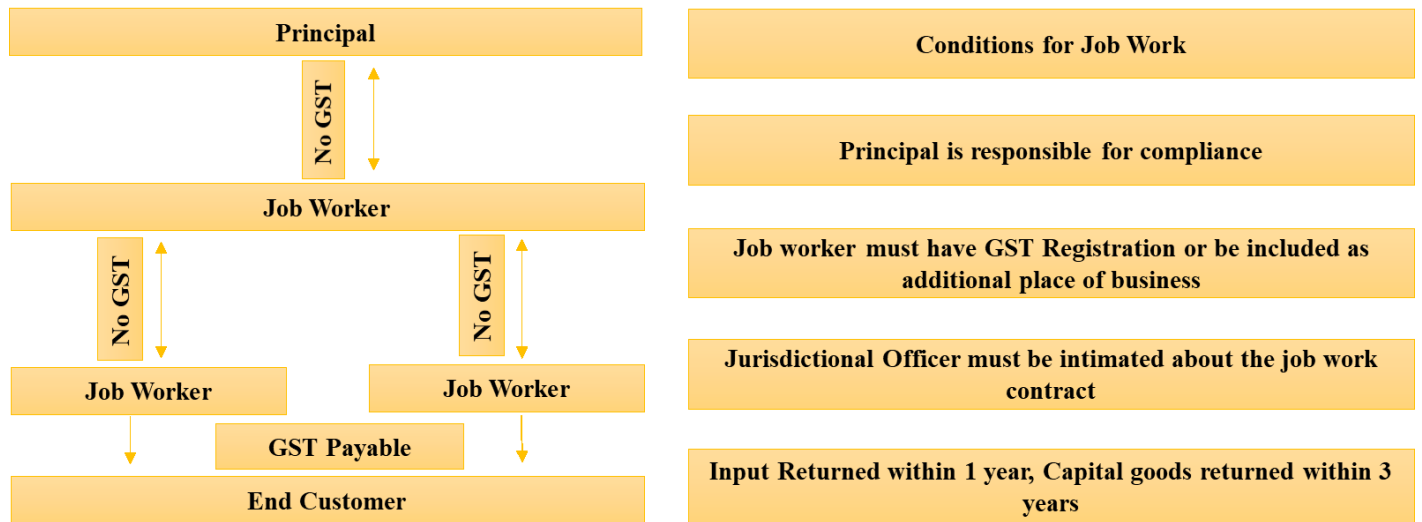 Principal
No GST
Job Worker
No GST
No GST
Job Worker
Job Worker
GST Payable
End Customer
Conditions for Job Work
Principal is responsible for compliance
Job worker must have GST Registration or be included as
additional place of business
Jurisdictional Officer must be intimated about the job work
contract
Input Returned within 1 year, Capital goods returned within 3
years